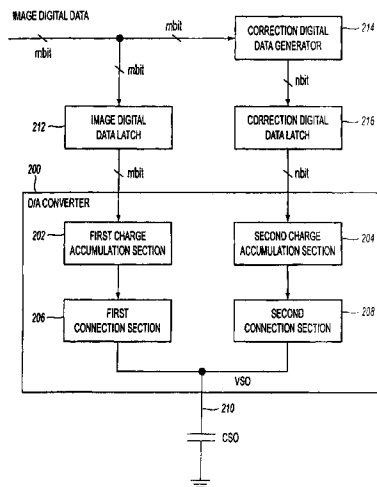 IMAGE DIGITAL DATA
mbit
mbit
mbit
CORRECTION DIGITAL
DATA GENERATOR
214
nbit
212
IMAGE DIGITAL
DATA LATCH
CORRECTION DIGITAL
DATA LATCH
216
200
mbit
nbit
D/A CONVERTER
202
FIRST CHARGE
ACCUMULATION SECTION
SECOND CHARGE
ACCUMULATION SECTION
204
206
FIRST
CONNECTION SECTION
SECOND
CONNECTION SECTION
208
VSO
210
CSO